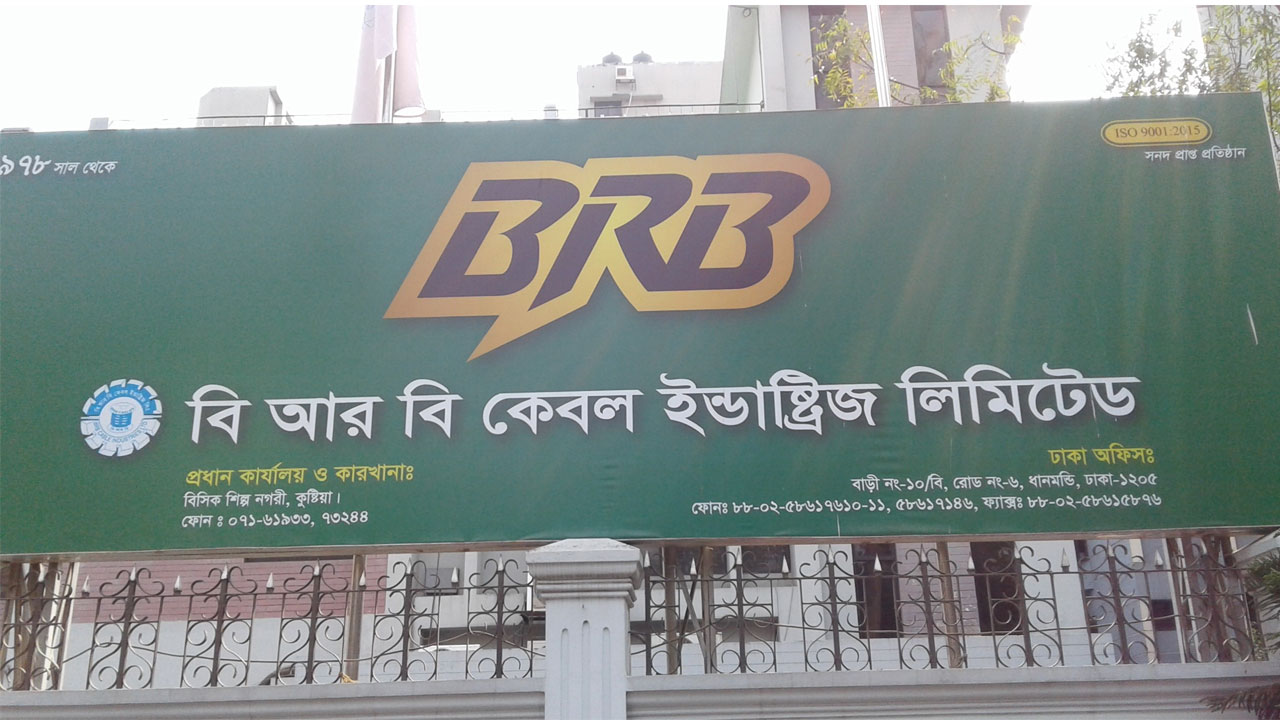 ৯৭৮ সাল থেকে
ISO 9001:2015
সনদ প্রাপ্ত প্রতিষ্ঠান
BRB
বি আর বি কেবল ইন্ডাষ্ট্রিজ লিমিটেড
প্রধান কার্যালয় ও কারখানাঃ
বিসিক শিল্প নগরী, কুষ্টিয়া।
ফোন : ০৭১-৬১৯৩৩, ৭৩২৪৪
ঢাকা অফিসঃ
বাড়ী নং-১০/বি, রোড নং-৬, ধানমন্ডি, ঢাকা-১২০৫
ফোনঃ ৮৮-০২-৫৮৬১৭৬১০-১১, ৫৮৬১৭১৪৬, ফ্যাক্সঃ ৮৮-০২-৫৮৬১৫৮৭৬